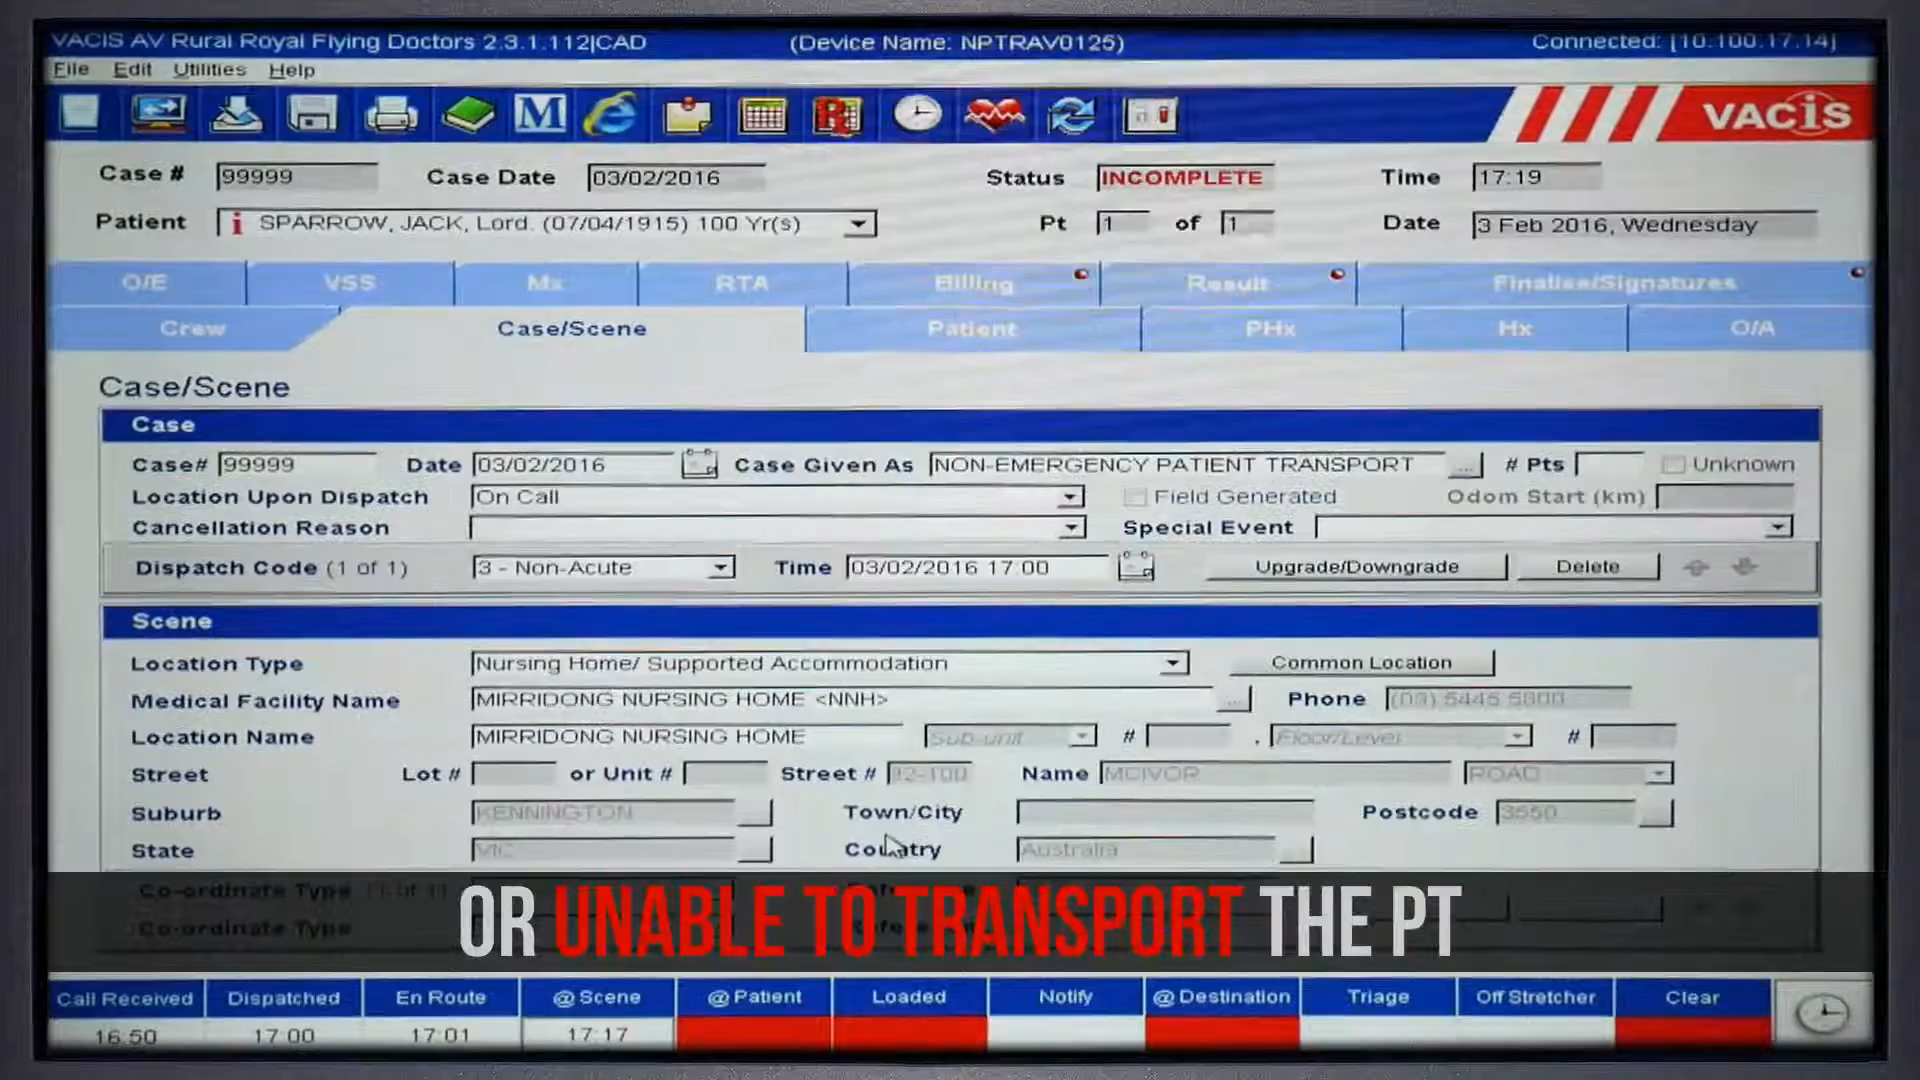 VACIS AV Rural Royal Flying Doctors 2.3.1.112|CAD (Device Name: NPTRAV0125) Connected: [10.100.17.14]
File Edit Utilities Help
M VACIS
Case # 99999 Case Date 03/02/2016 Status INCOMPLETE Time 17:19
Patient i SPARROW, JACK, Lord. (07/04/1915) 100 Yr(s) Pt 1 of 1 Date 3 Feb 2016, Wednesday
O/E VSS Mx RTA Billing Result Finalise/Signatures
Crew Case/Scene Patient PHx Hx O/A
Case/Scene
Case
Case# 99999 Date 03/02/2016 Case Given As NON-EMERGENCY PATIENT TRANSPORT ... # Pts Unknown
Location Upon Dispatch On Call Field Generated Odom Start (km)
Cancellation Reason Special Event
Dispatch Code (1 of 1) 3 - Non-Acute Time 03/02/2016 17:00 Upgrade/Downgrade Delete
Scene
Location Type Nursing Home/ Supported Accommodation Common Location
Medical Facility Name MIRRIDONG NURSING HOME <NNH> ... Phone (03) 5445
Location Name MIRRIDONG NURSING HOME Sub-unit # , Floor/Level #
Street Lot # or Unit # Street # Name MCIVOR ROAD
Suburb KENNINGTON Town/City Postcode 3550
State VIC Country Australia
Co-ordinate Type
Co-ordinate Type
OR UNABLE TO TRANSPORT THE PT
Call Received Dispatched En Route @ Scene @ Patient Loaded Notify @ Destination Triage Off Stretcher Clear
16:50 17:00 17:01 17:17